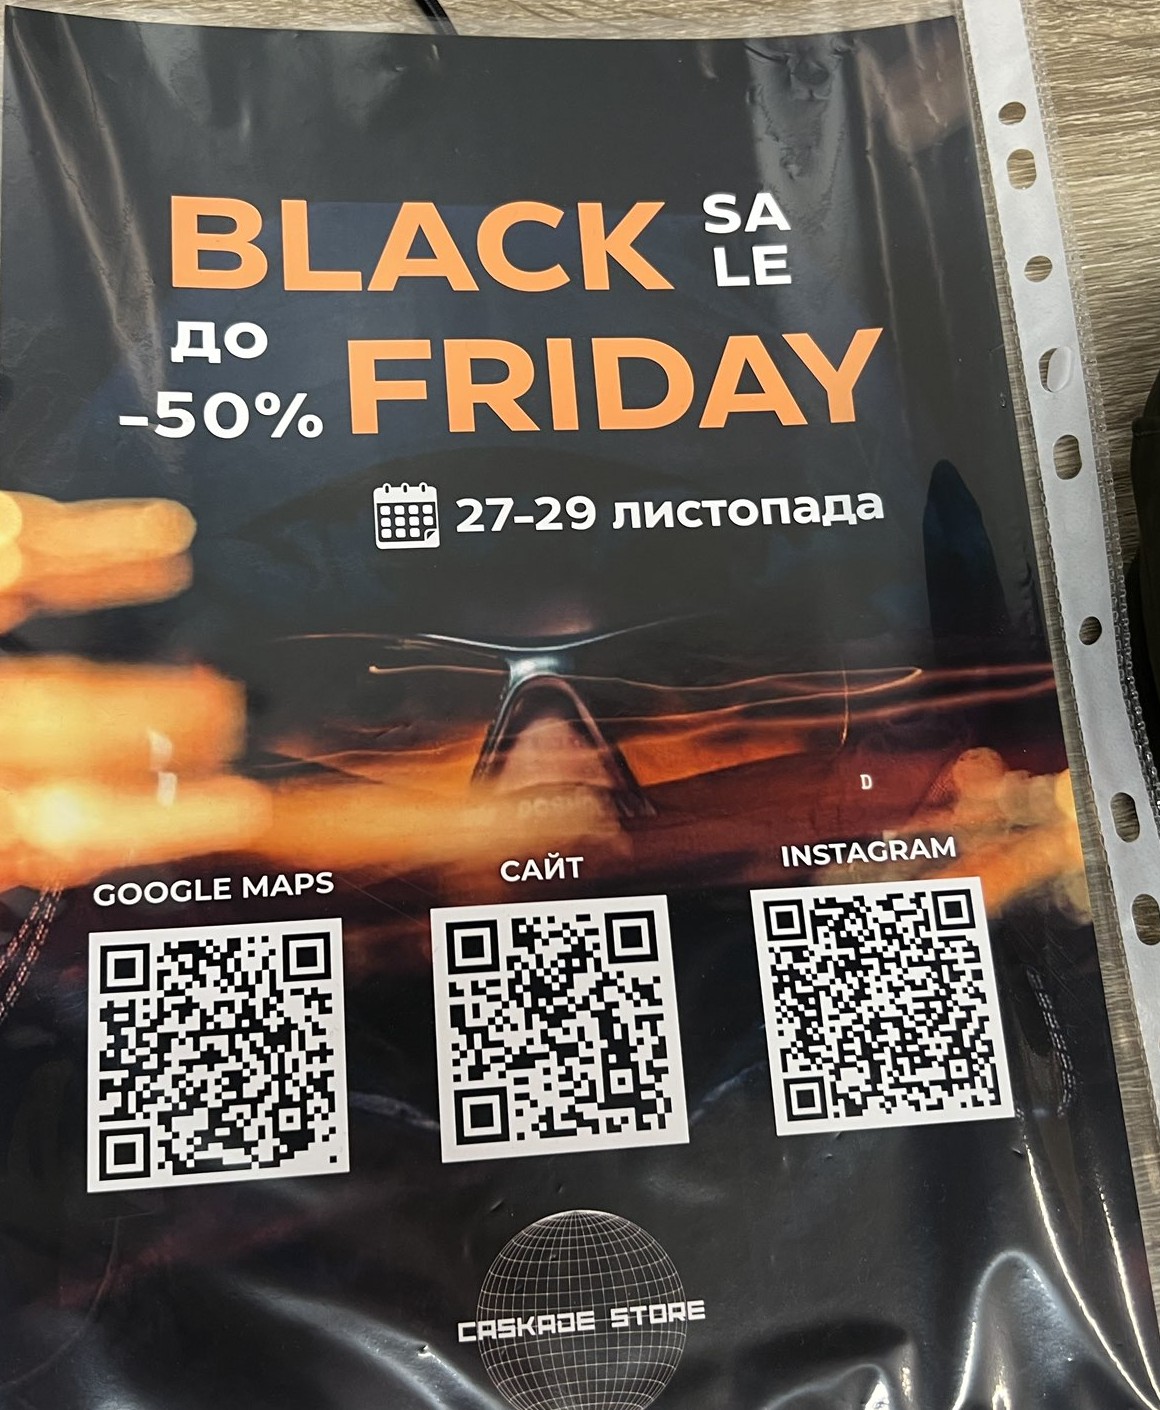 BLACK SA
LE
до
-50% FRIDAY
27-29 листопада
D
GOOGLE MAPS
САЙТ
INSTAGRAM
CASKADE STORE